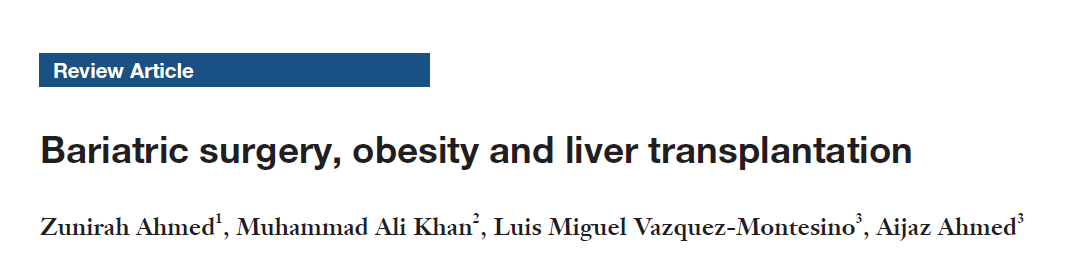 Review Article
Bariatric surgery, obesity and liver transplantation
Zunirah Ahmed¹, Muhammad Ali Khan², Luis Miguel Vazquez-Montesino³, Aijaz Ahmed³